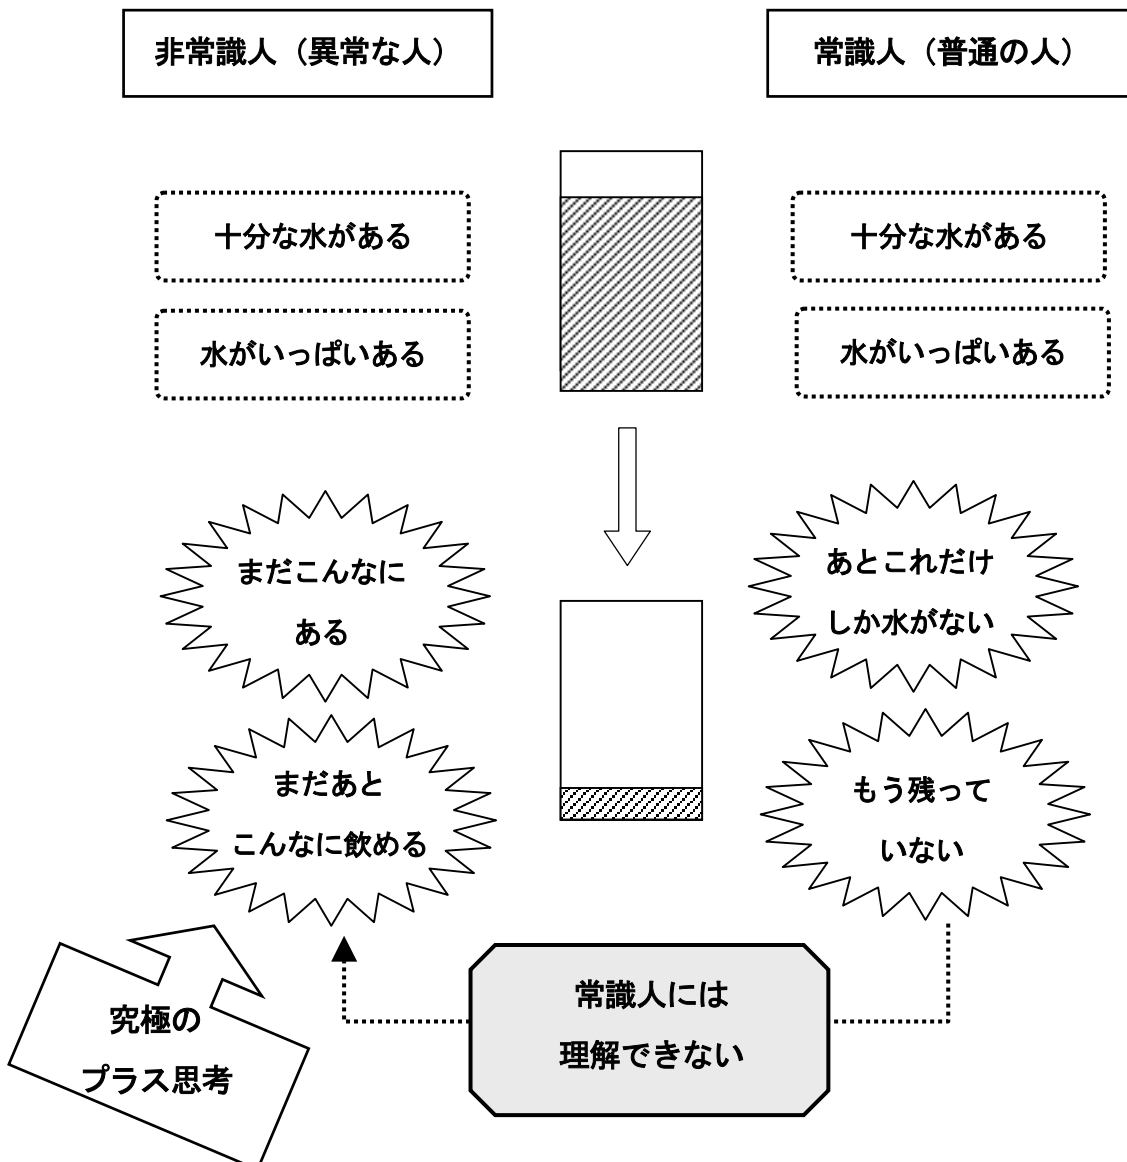 非常識人（異常な人）
常識人（普通の人）
十分な水がある
十分な水がある
水がいっぱいある
水がいっぱいある
まだこんなに
ある
あとこれだけ
しか水がない
まだあと
こんなに飲める
もう残って
いない
究極の
プラス思考
常識人には
理解できない